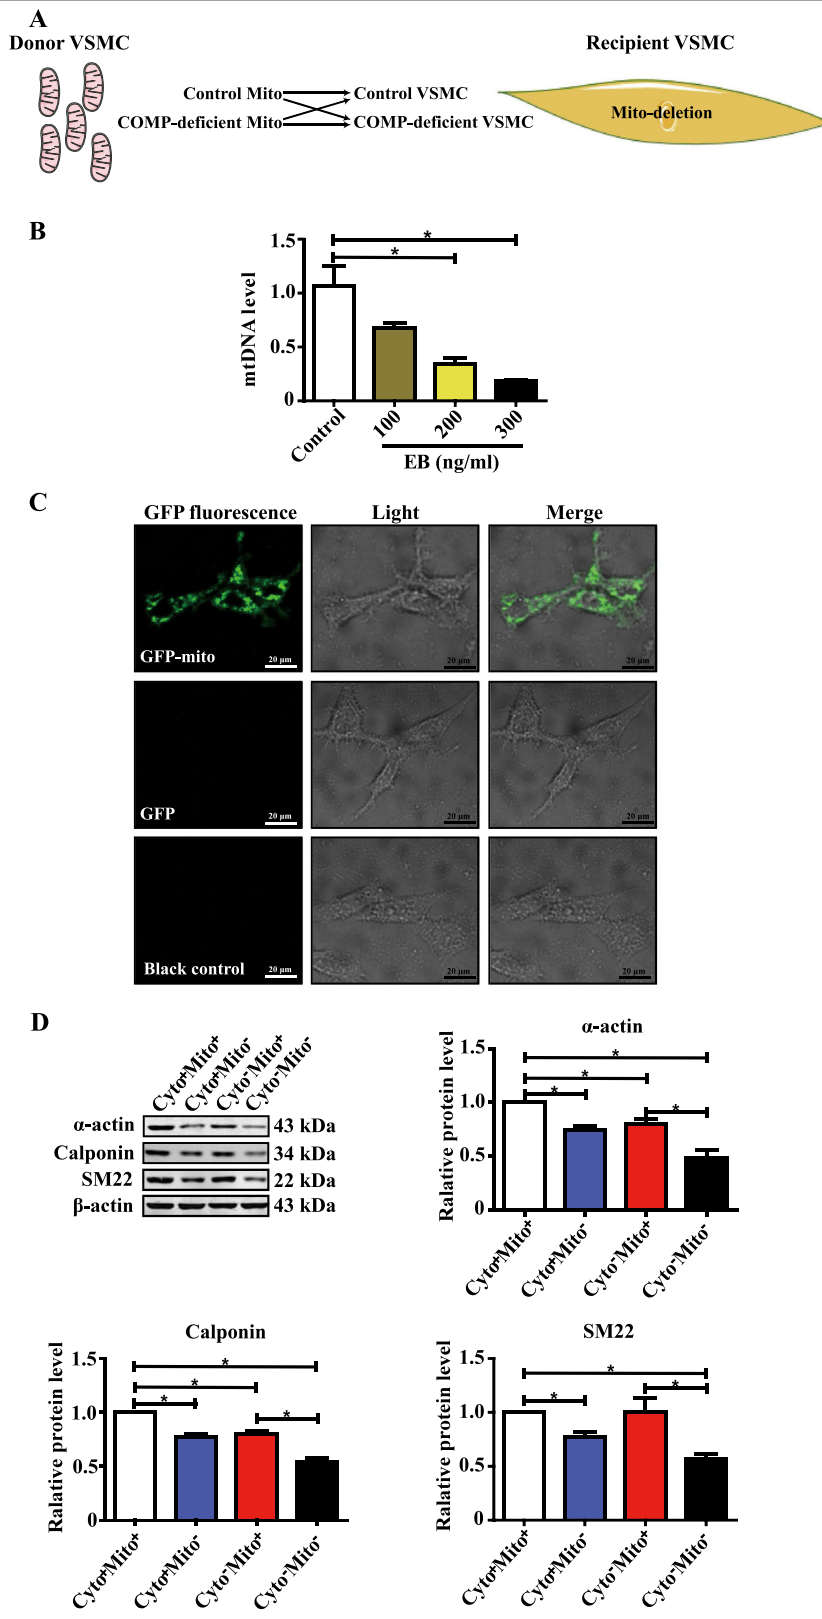 A
Donor VSMC
Recipient VSMC
Control Mito
Control VSMC
COMP-deficient Mito
COMP-deficient VSMC
Mito-deletion
B
mtDNA level
1.5
1.0
0.5
0
*
*
Control
100
200
300
EB (ng/ml)
C
GFP fluorescence
Light
Merge
GFP-mito
20 μm
20 μm
20 μm
GFP
20 μm
20 μm
20 μm
Black control
20 μm
20 μm
20 μm
D
Cyto⁺Mito⁺
Cyto⁺Mito⁻
Cyto⁻Mito⁺
Cyto⁻Mito⁻
α-actin
43 kDa
Calponin
34 kDa
SM22
22 kDa
β-actin
43 kDa
α-actin
Ralative protein level
1.5
1.0
0.5
0
*
*
*
*
Cyto⁺Mito⁺
Cyto⁺Mito⁻
Cyto⁻Mito⁺
Cyto⁻Mito⁻
Calponin
Ralative protein level
1.5
1.0
0.5
0
*
*
*
*
Cyto⁺Mito⁺
Cyto⁺Mito⁻
Cyto⁻Mito⁺
Cyto⁻Mito⁻
SM22
Ralative protein level
1.5
1.0
0.5
0
*
*
*
Cyto⁺Mito⁺
Cyto⁺Mito⁻
Cyto⁻Mito⁺
Cyto⁻Mito⁻